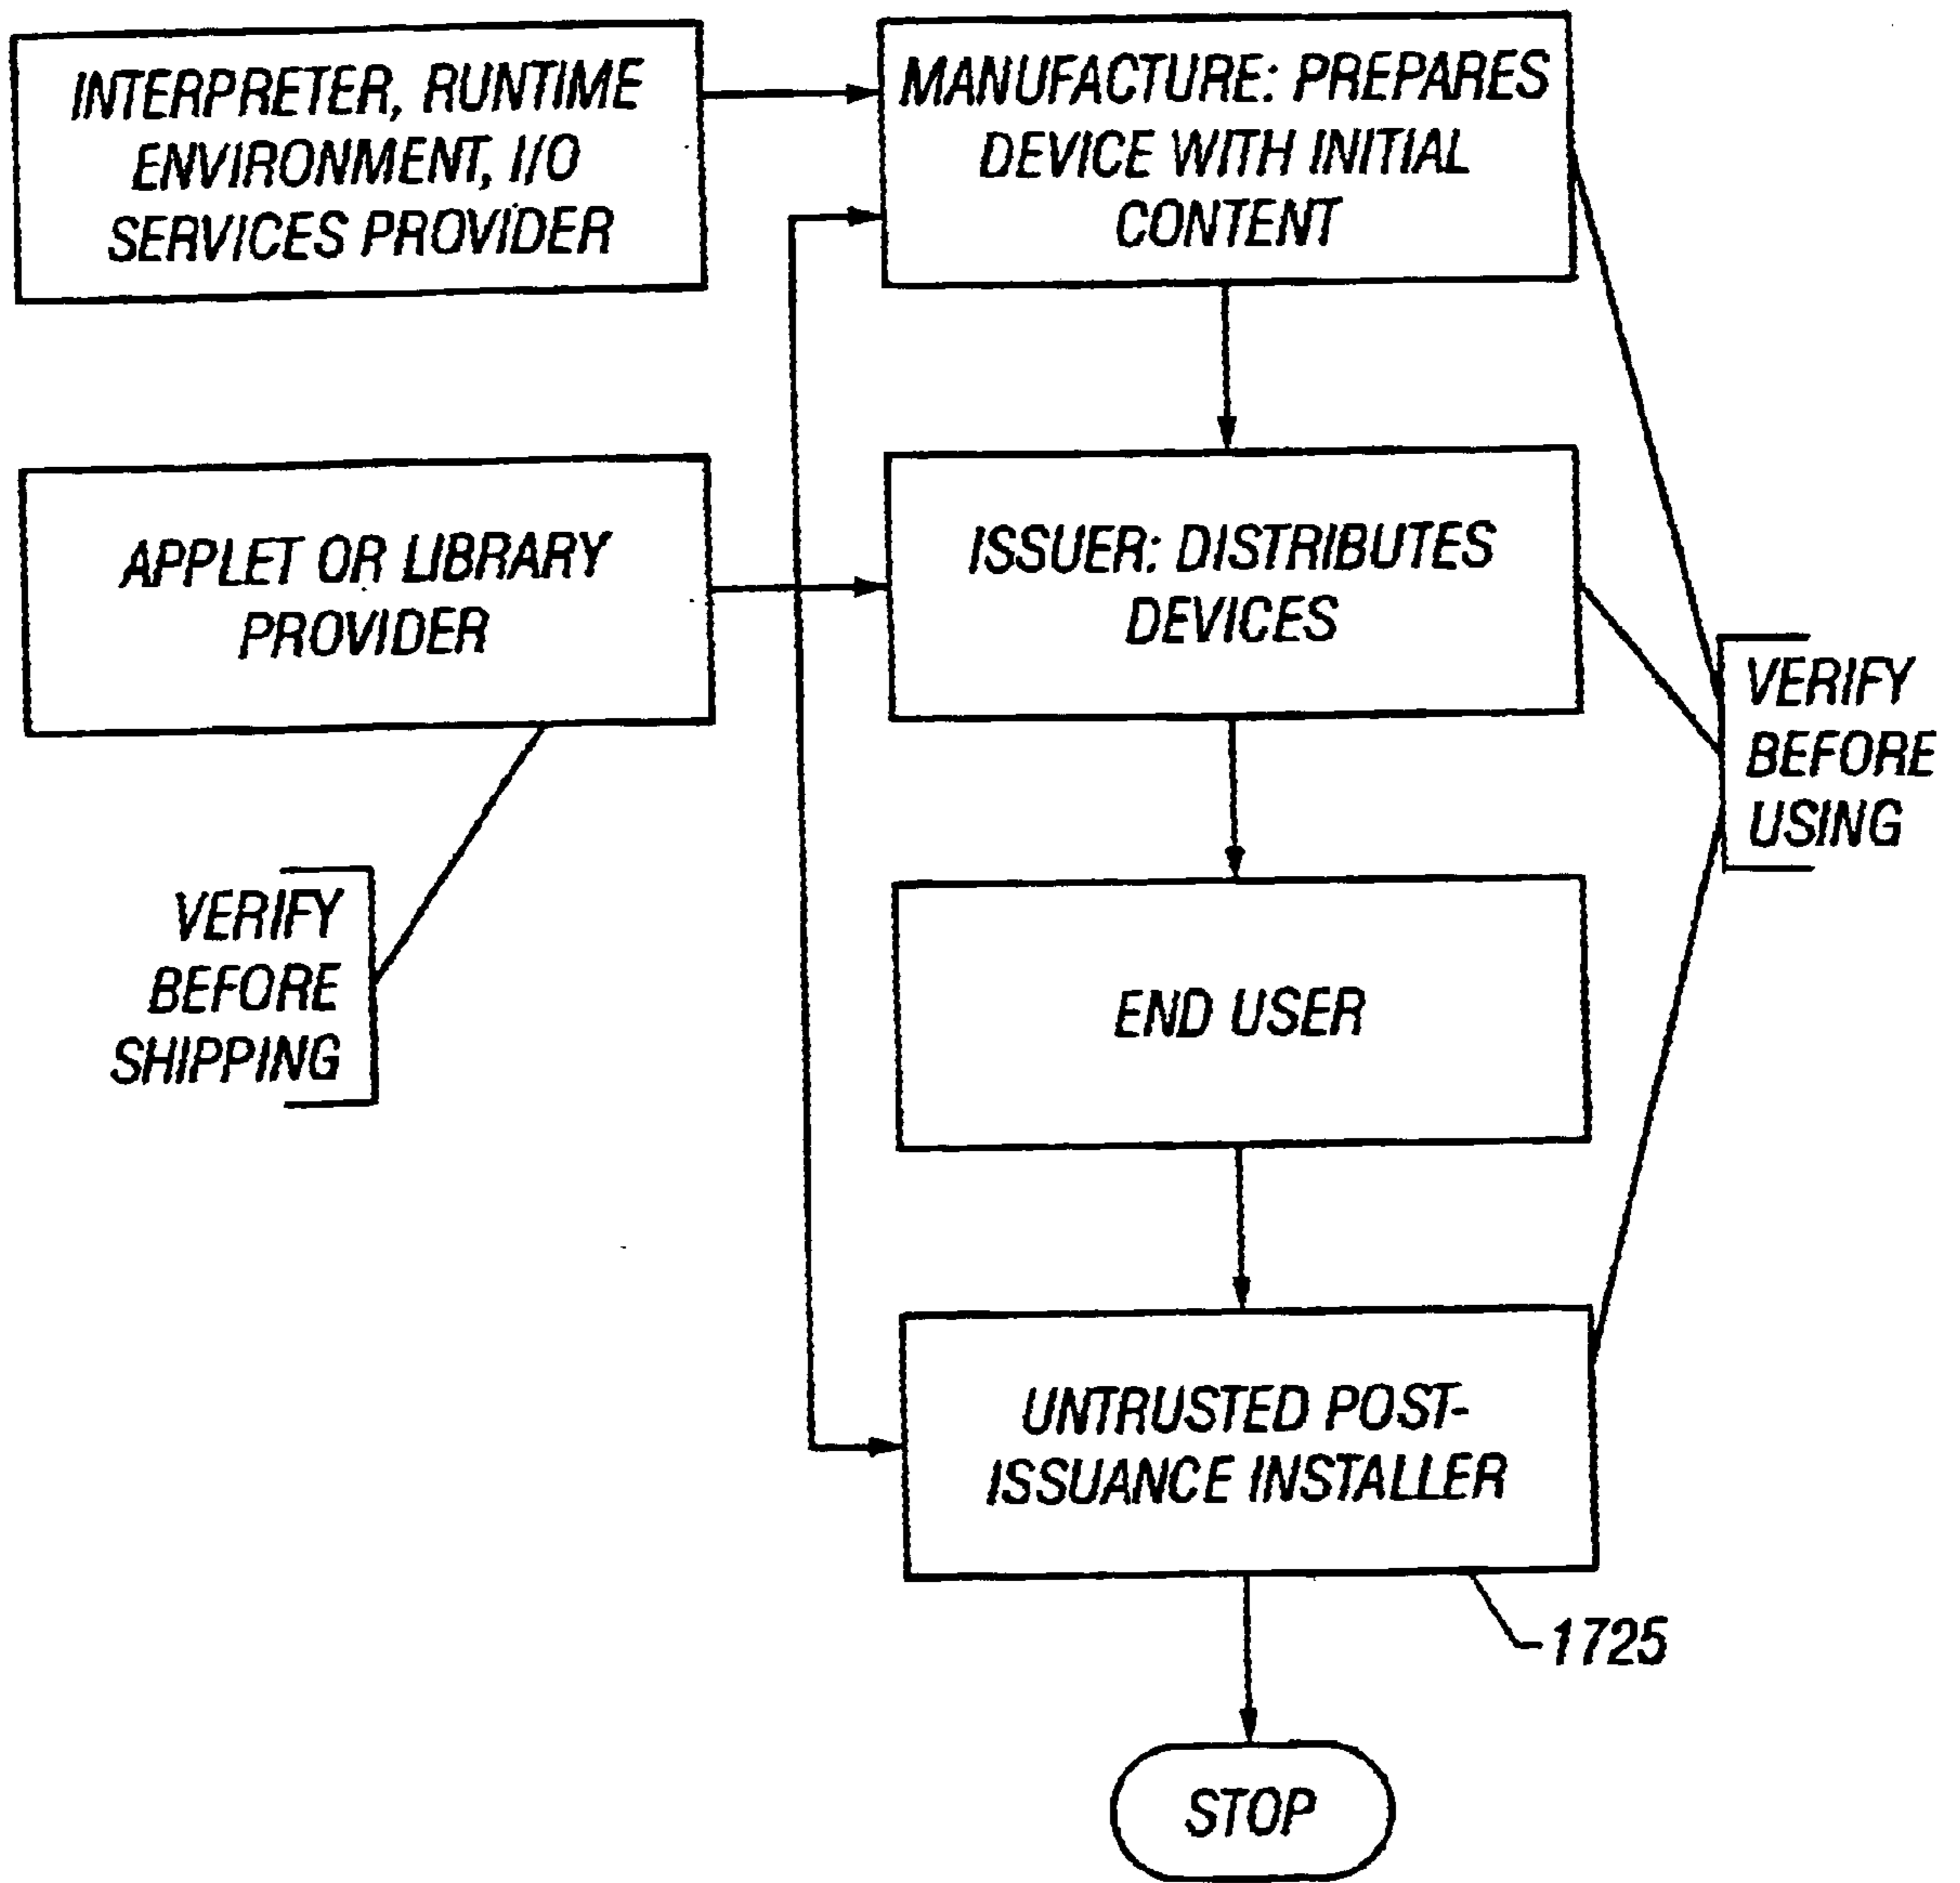 INTERPRETER, RUNTIME
ENVIRONMENT, I/O
SERVICES PROVIDER
MANUFACTURE: PREPARES
DEVICE WITH INITIAL
CONTENT
APPLET OR LIBRARY
PROVIDER
ISSUER: DISTRIBUTES
DEVICES
VERIFY
BEFORE
USING
VERIFY
BEFORE
SHIPPING
END USER
UNTRUSTED POST-
ISSUANCE INSTALLER
1725
STOP